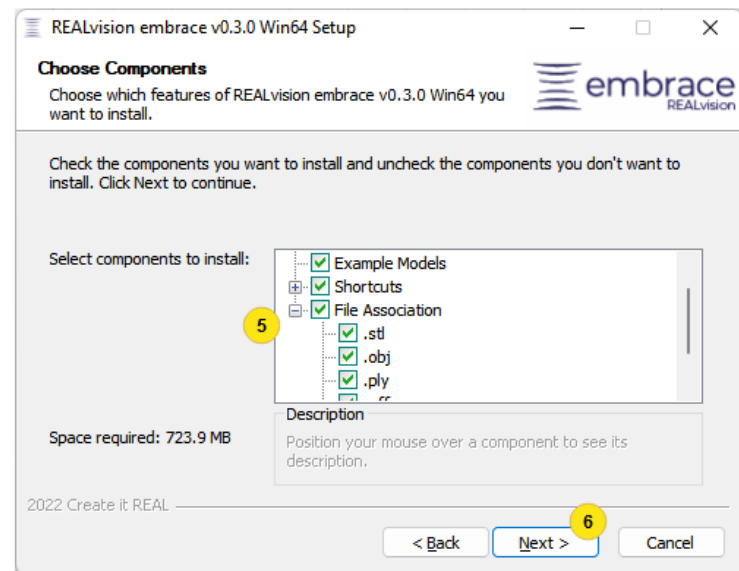 REALvision embrace v0.3.0 Win64 Setup
Choose Components
Choose which features of REALvision embrace v0.3.0 Win64 you
want to install.
embrace
REALvision
Check the components you want to install and uncheck the components you don't want to
install. Click Next to continue.
Select components to install:
Example Models
Shortcuts
File Association
5
.stl
.obj
.ply
Space required: 723.9 MB
Description
Position your mouse over a component to see its
description.
2022 Create it REAL
6
< Back
Next >
Cancel